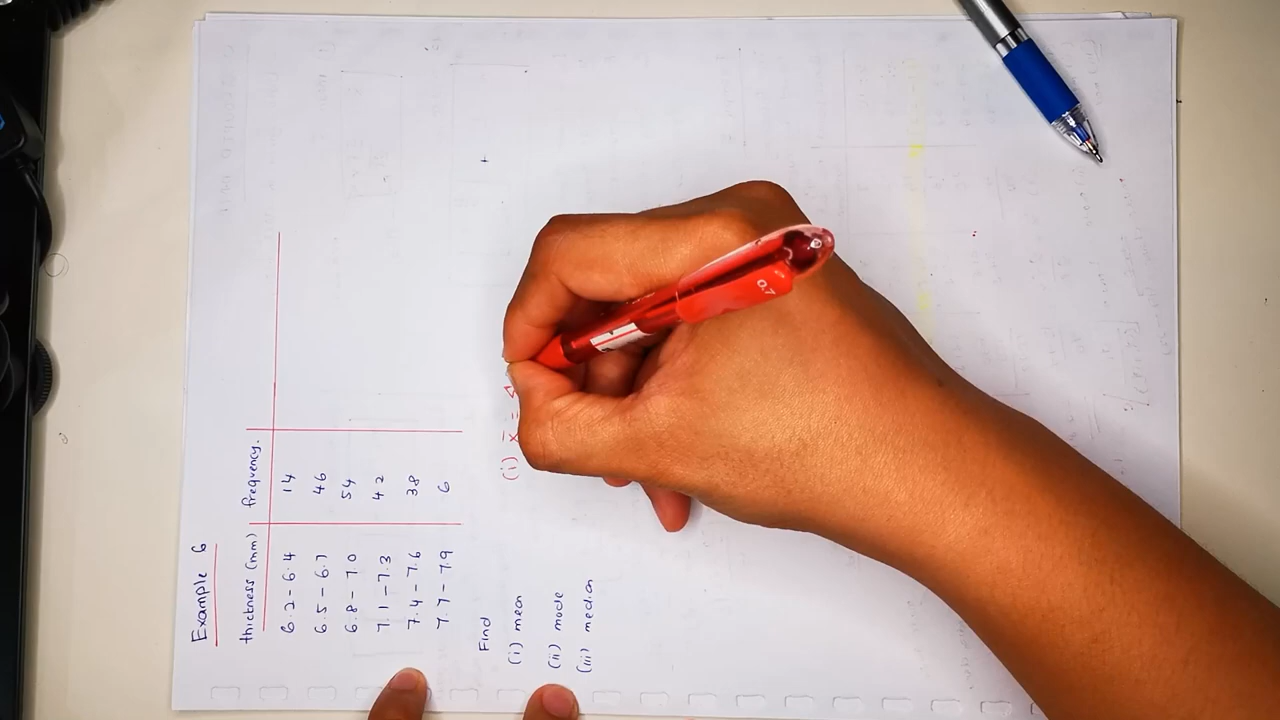 Example 6
thickness (mm) frequency.
6.2 - 6.4 14
6.5 - 6.7 46
6.8 - 7.0 54
7.1 - 7.3 42
7.4 - 7.6 38
7.7 - 7.9 6
Find
(i) mean
(ii) mode
(iii) median
(i) x̄ =
0.7